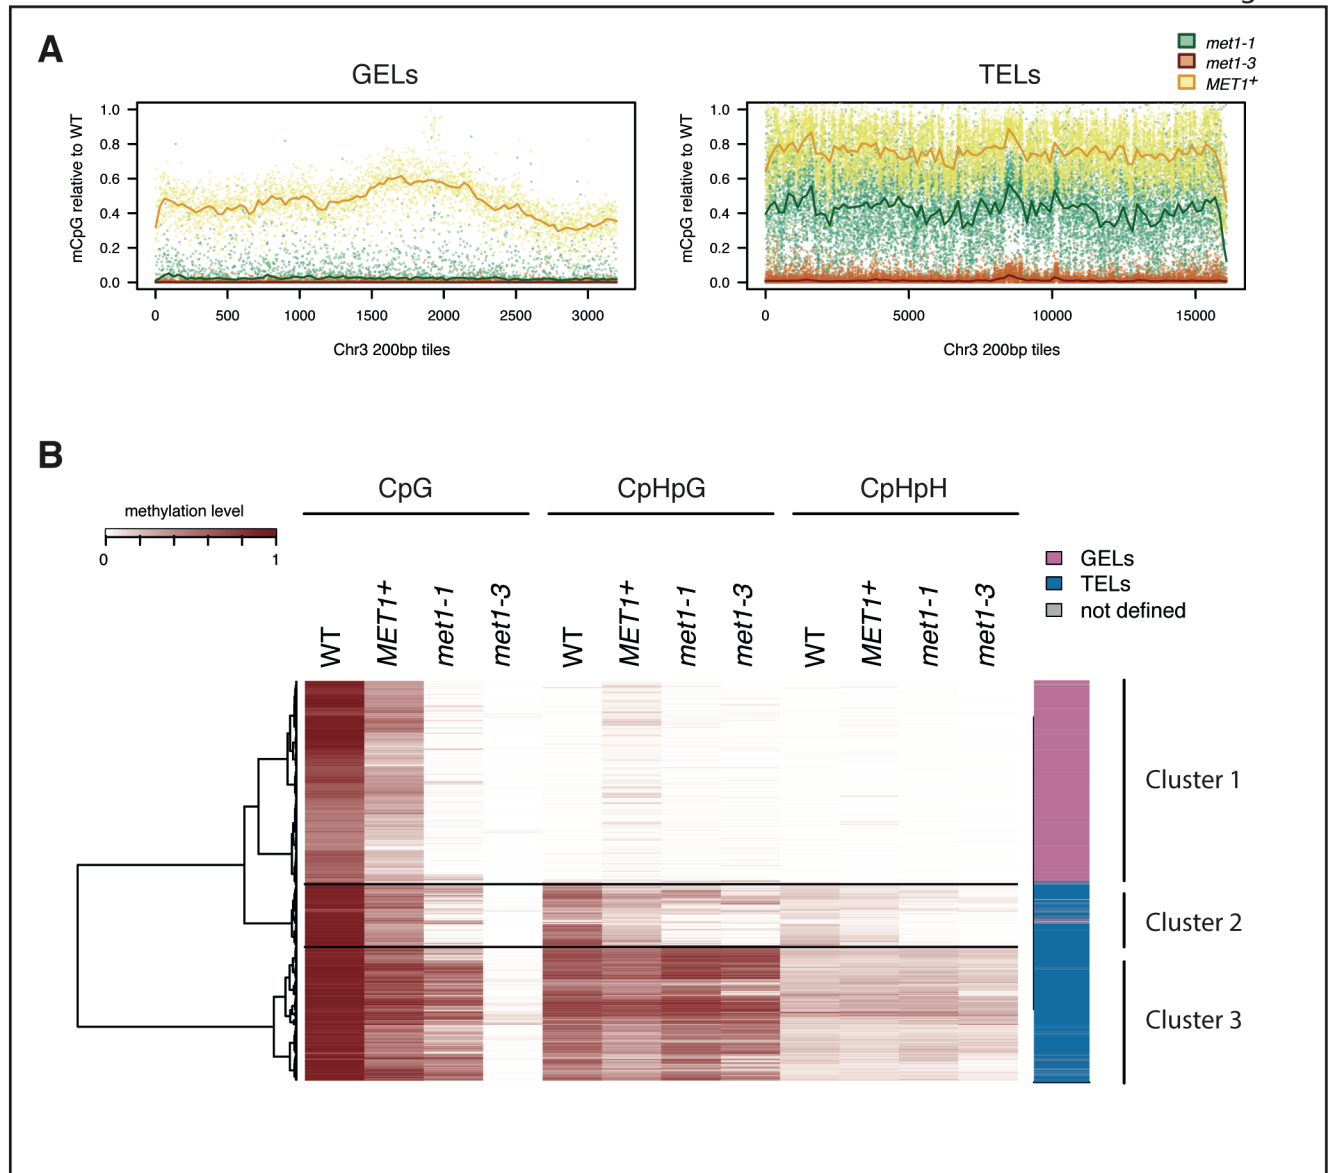 A
met1-1
met1-3
MET1+
GELs
TELs
mCpG relative to WT
1.0
0.8
0.6
0.4
0.2
0.0
0 500 1000 1500 2000 2500 3000
Chr3 200bp tiles
mCpG relative to WT
1.0
0.8
0.6
0.4
0.2
0.0
0 5000 10000 15000
Chr3 200bp tiles
B
CpG CpHpG CpHpH
methylation level
0 1
GELs
TELs
not defined
WT MET1+ met1-1 met1-3 WT MET1+ met1-1 met1-3 WT MET1+ met1-1 met1-3
Cluster 1
Cluster 2
Cluster 3